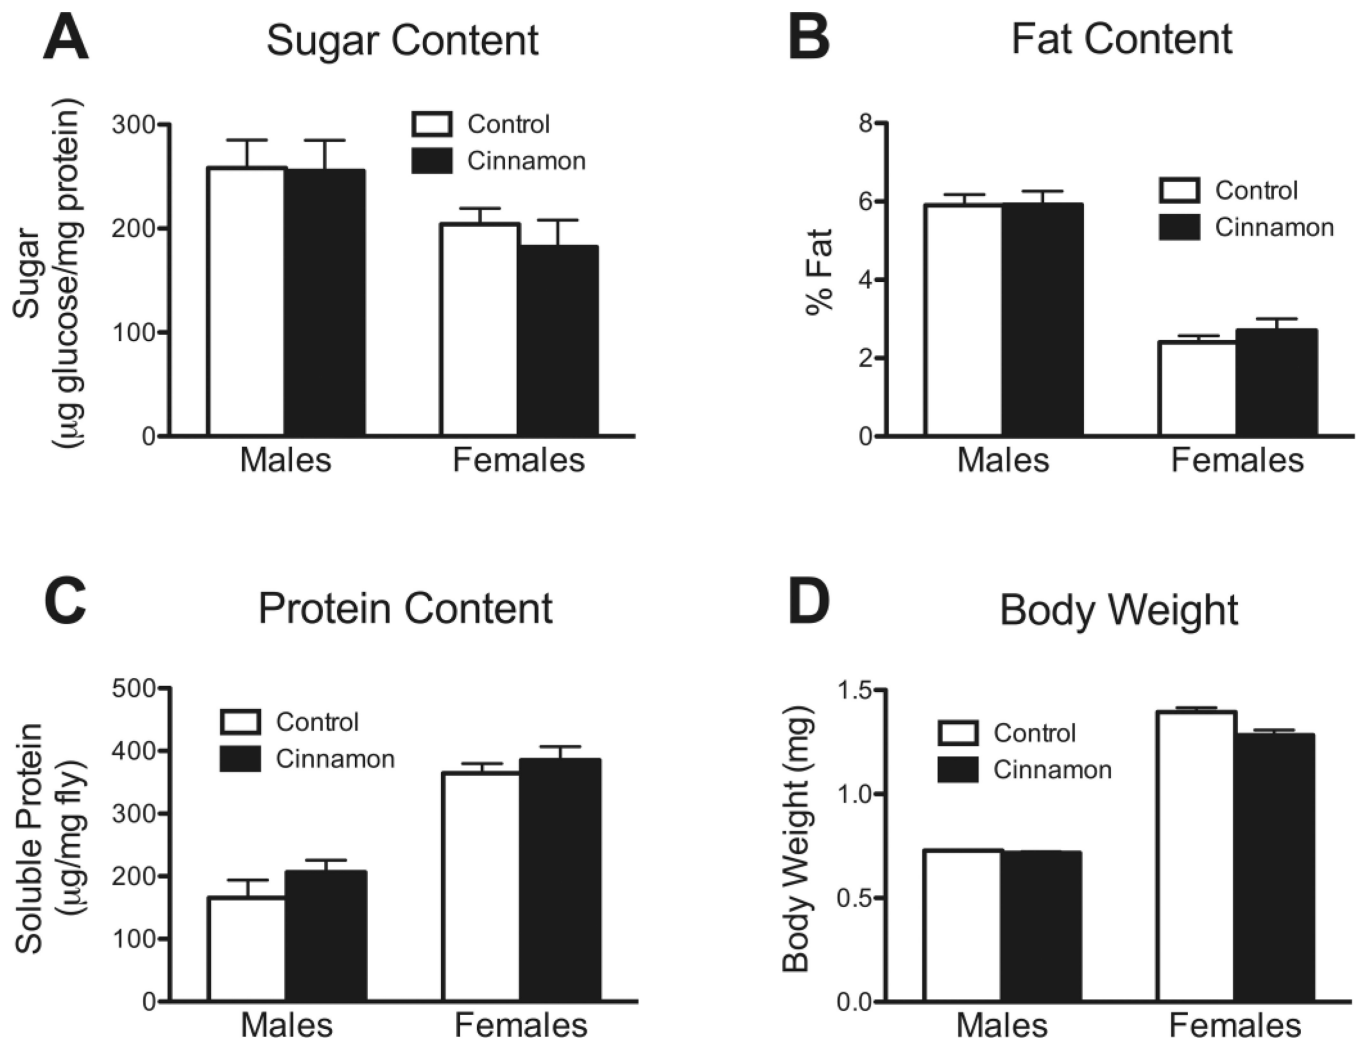 A
Sugar Content
Sugar
(µg glucose/mg protein)
300
200
100
0
Control
Cinnamon
Males
Females
B
Fat Content
% Fat
8
6
4
2
0
Control
Cinnamon
Males
Females
C
Protein Content
Soluble Protein
(µg/mg fly)
500
400
300
200
100
0
Control
Cinnamon
Males
Females
D
Body Weight
Body Weight (mg)
1.5
1.0
0.5
0.0
Control
Cinnamon
Males
Females